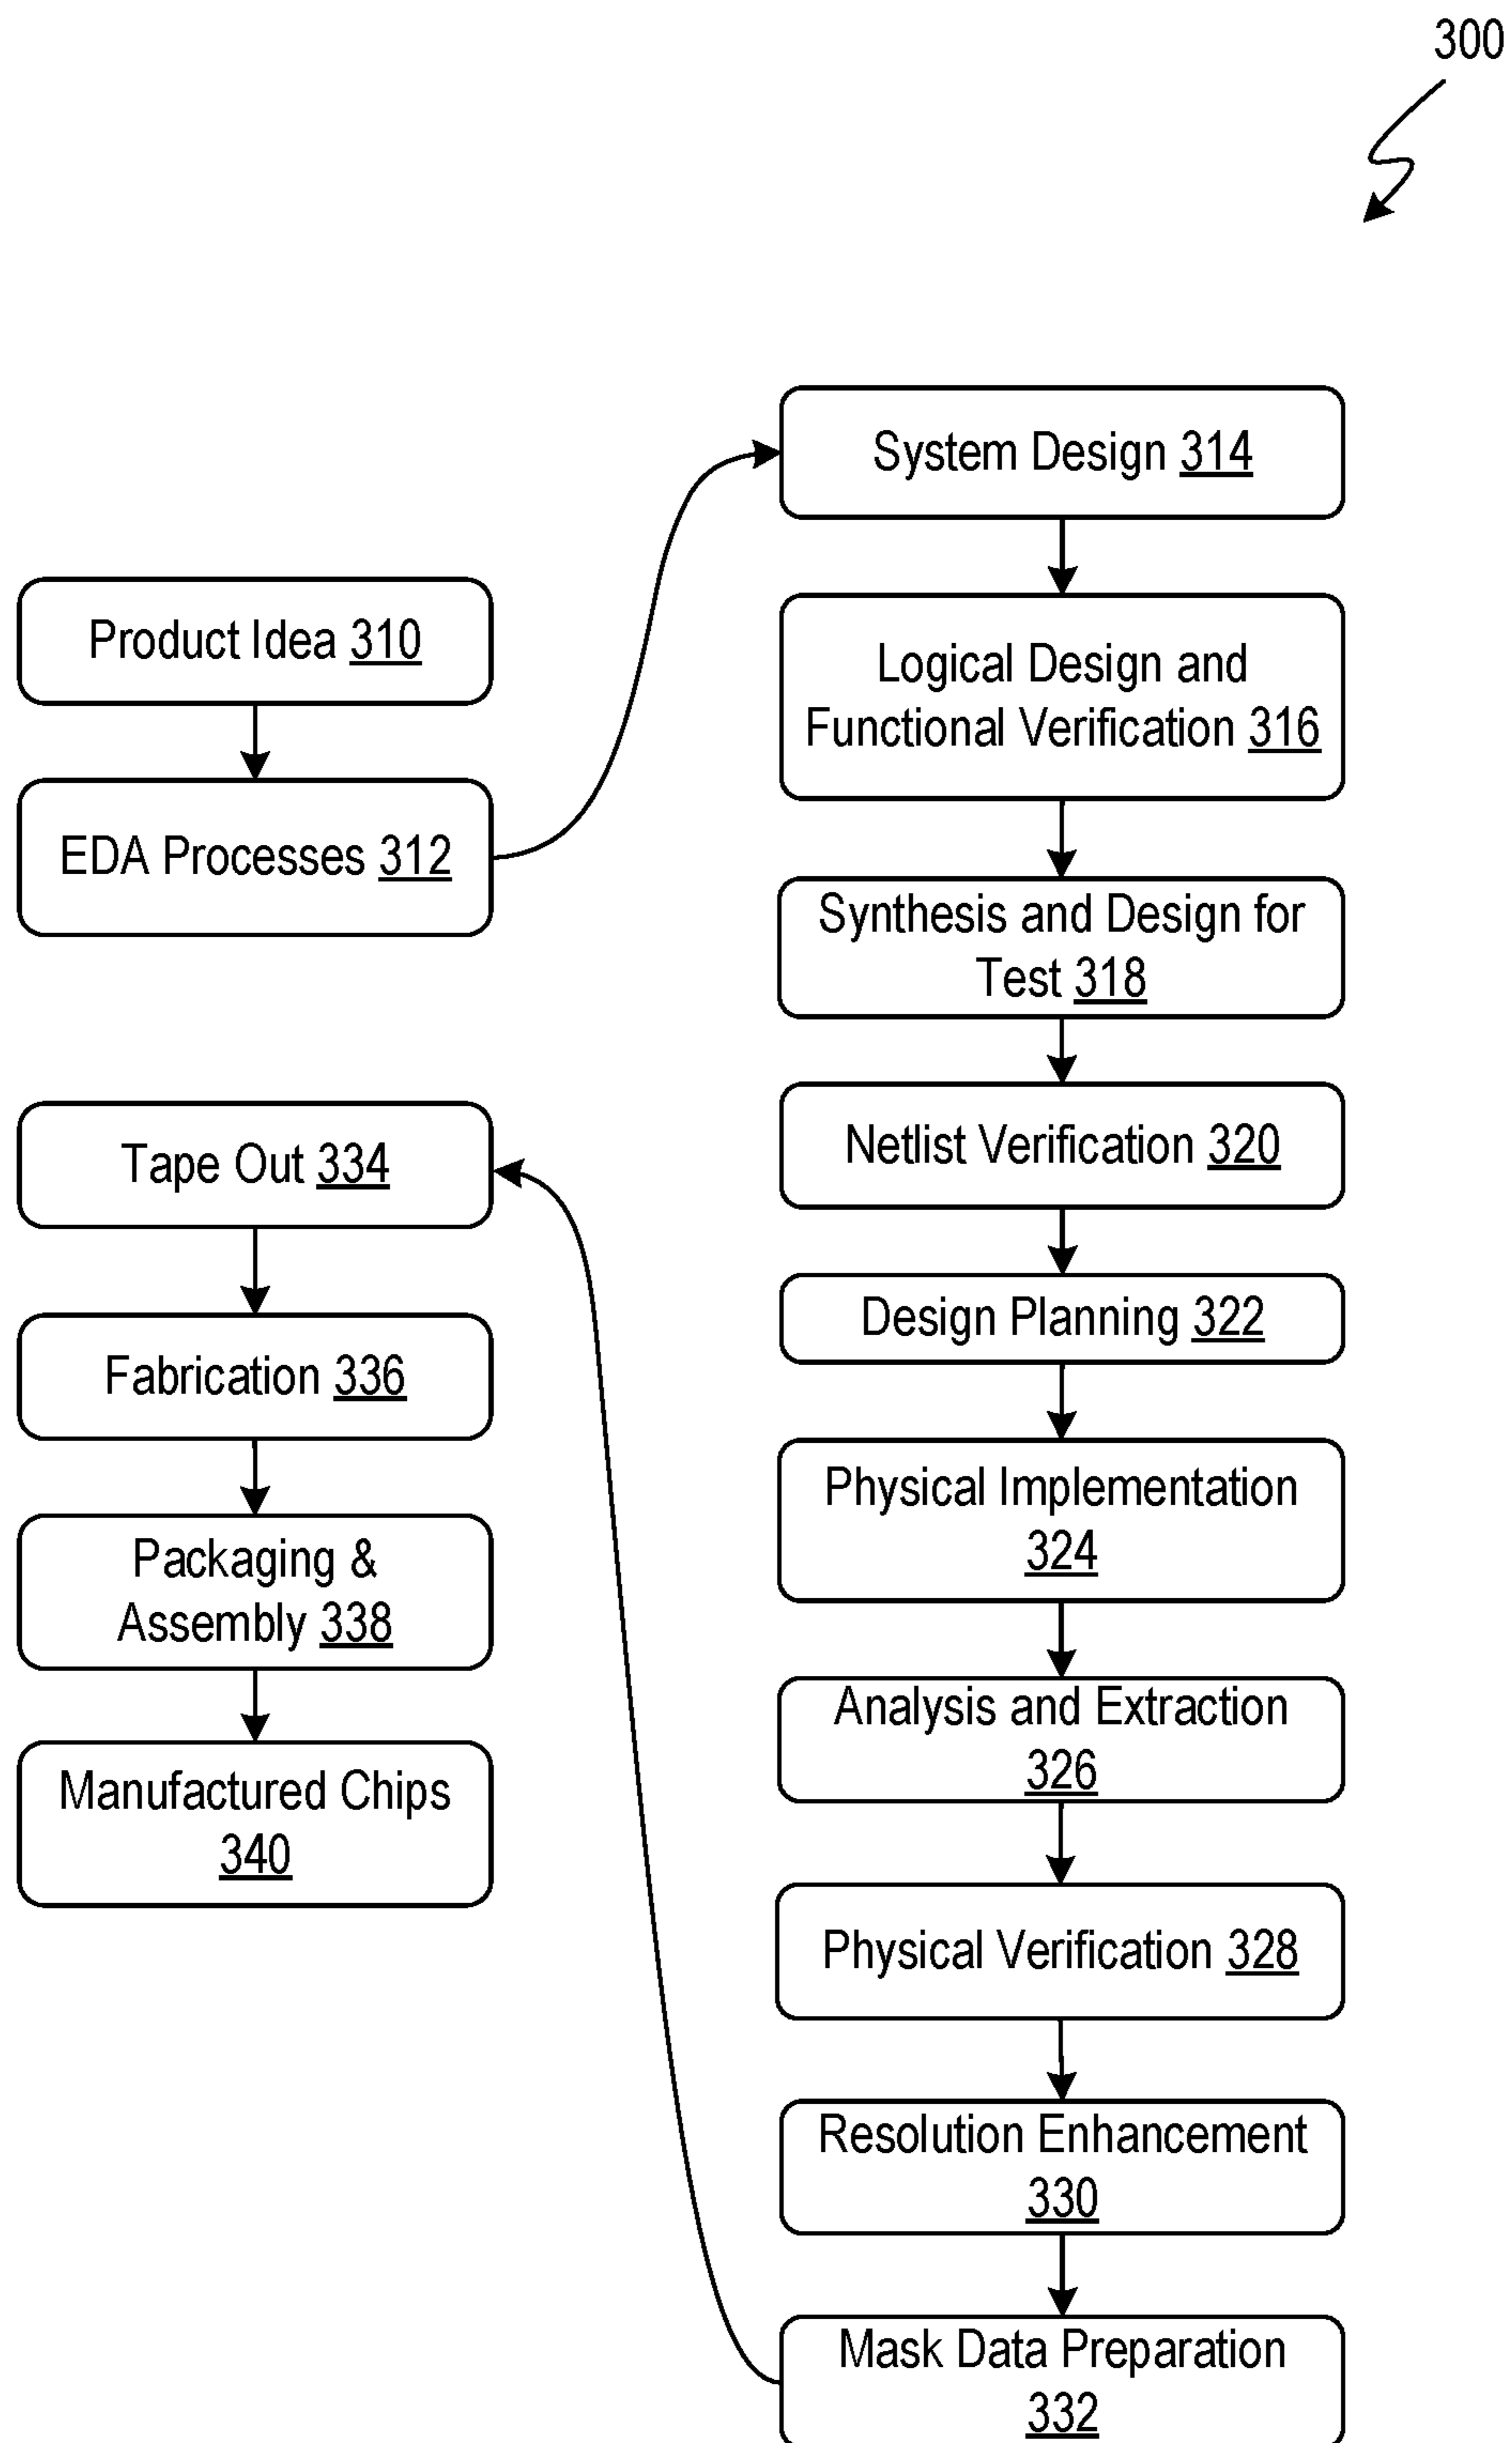 300
Product Idea 310
EDA Processes 312
System Design 314
Logical Design and
Functional Verification 316
Synthesis and Design for
Test 318
Netlist Verification 320
Design Planning 322
Physical Implementation
324
Analysis and Extraction
326
Physical Verification 328
Resolution Enhancement
330
Mask Data Preparation
332
Tape Out 334
Fabrication 336
Packaging &
Assembly 338
Manufactured Chips
340